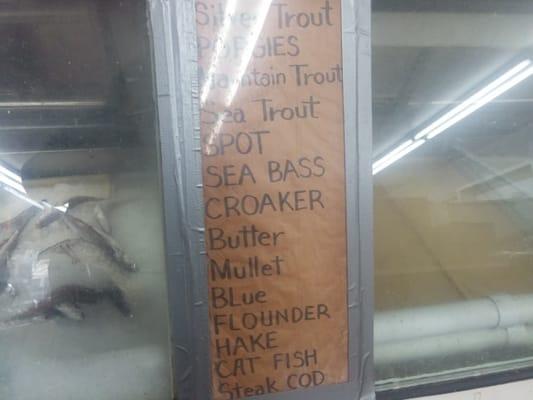 Silver Trout
PORGIES
Mountain Trout
Sea Trout
SPOT
SEA BASS
CROAKER
Butter
Mullet
BLue
FLOUNDER
HAKE
CAT FISH
Steak COD